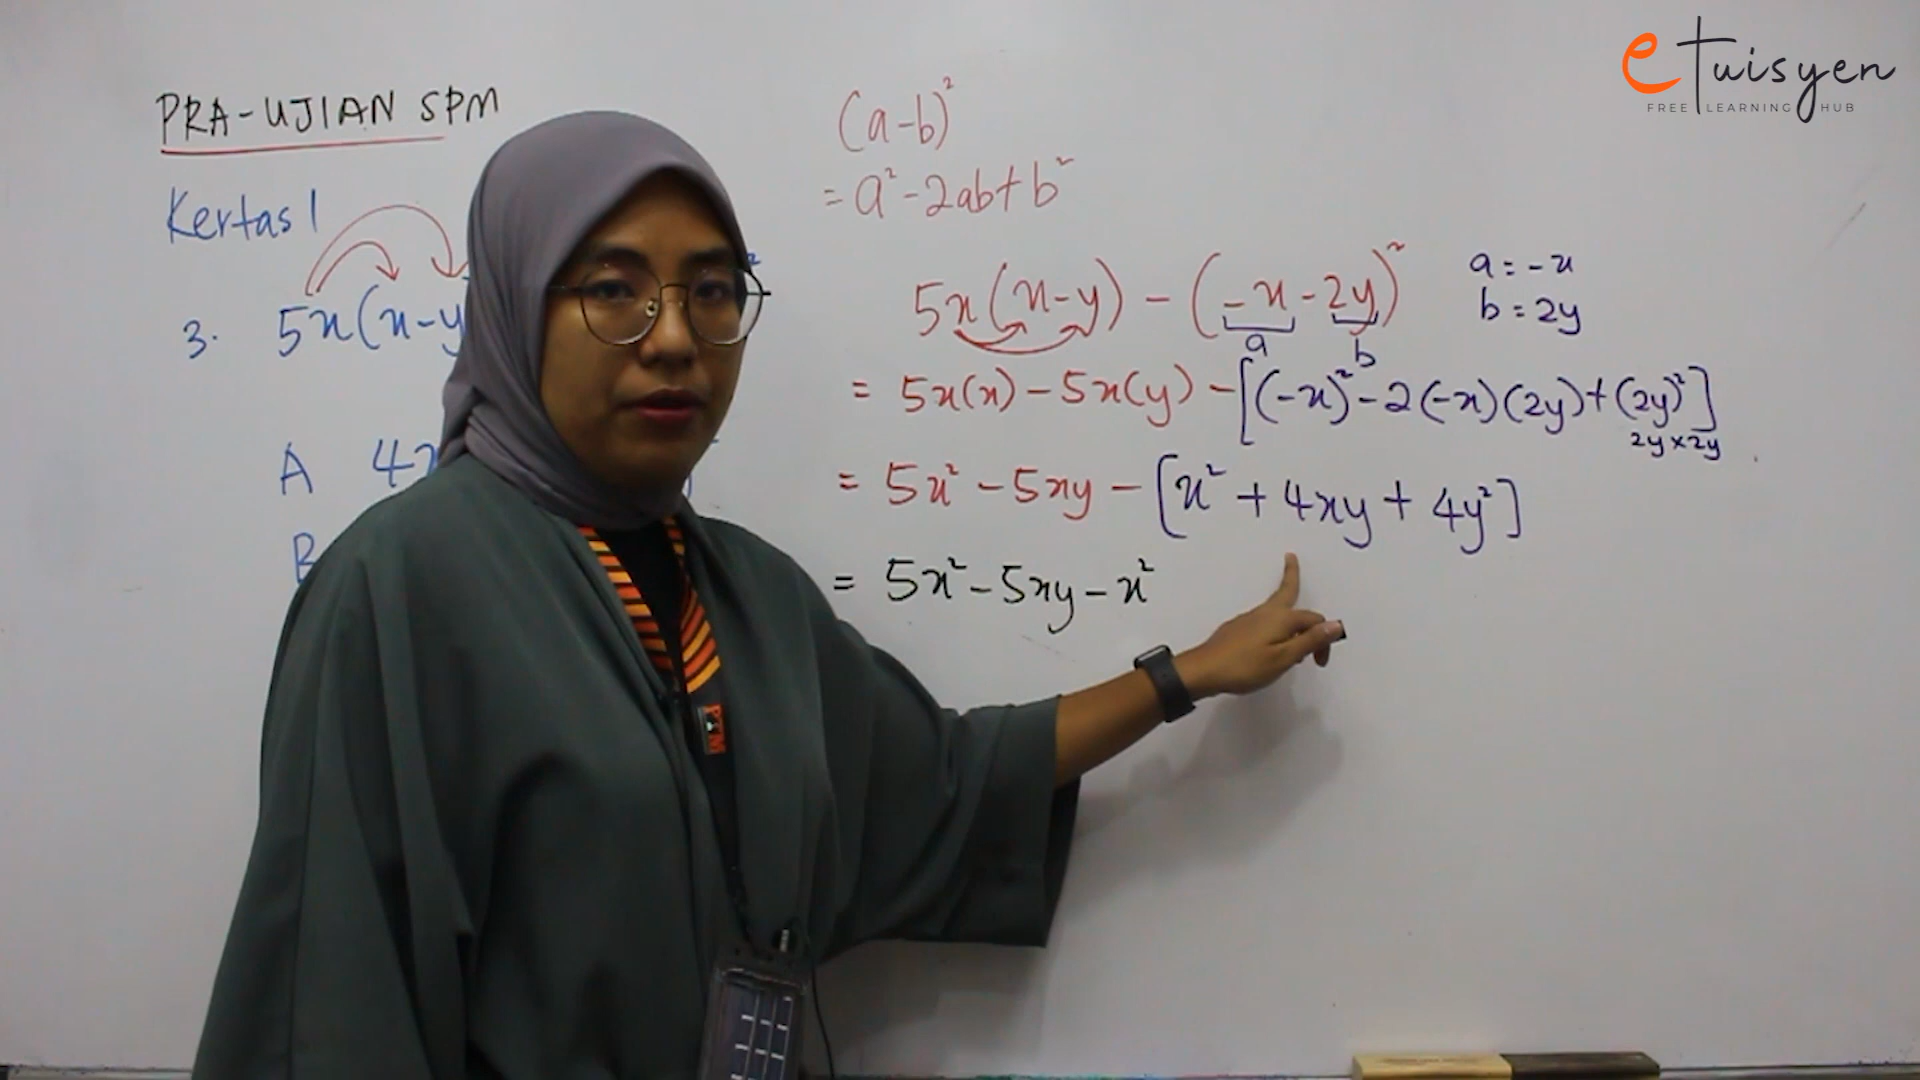 eTuisyen
FREE LEARNING HUB
PRA-UJIAN SPM
Kertas 1
3. 5x(x-y
A 4x
B
(a-b)²
= a² - 2ab + b²
5x(x-y) - (-x - 2y)²
a b
a = -x
b = 2y
= 5x(x) - 5x(y) - [(-x)² - 2(-x)(2y) + (2y)²]
2y × 2y
= 5x² - 5xy - [x² + 4xy + 4y²]
= 5x² - 5xy - x²